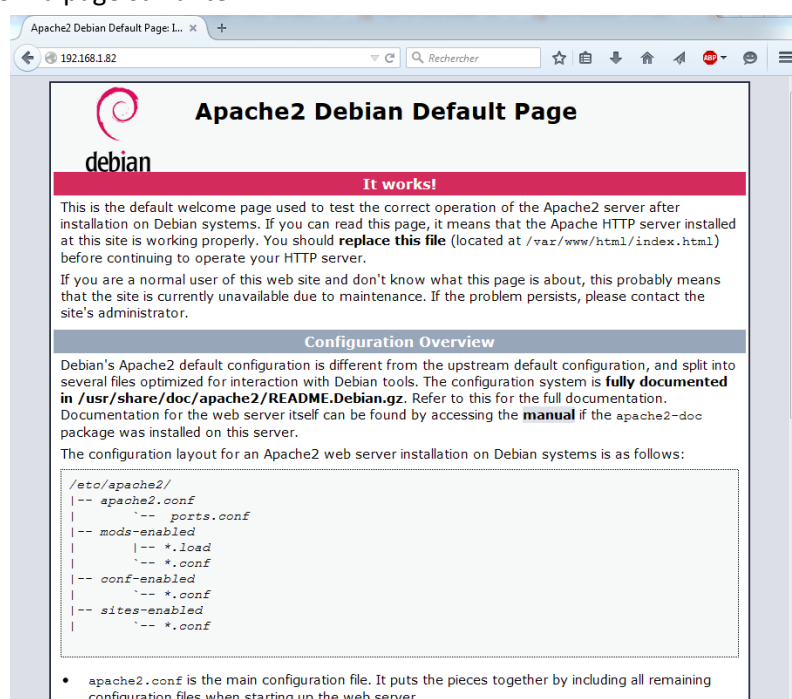 Apache2 Debian Default Page: I... × +
192.168.1.82 Rechercher ABP
debian
Apache2 Debian Default Page
It works!
This is the default welcome page used to test the correct operation of the Apache2 server after
installation on Debian systems. If you can read this page, it means that the Apache HTTP server installed
at this site is working properly. You should replace this file (located at /var/www/html/index.html)
before continuing to operate your HTTP server.
If you are a normal user of this web site and don't know what this page is about, this probably means
that the site is currently unavailable due to maintenance. If the problem persists, please contact the
site's administrator.
Configuration Overview
Debian's Apache2 default configuration is different from the upstream default configuration, and split into
several files optimized for interaction with Debian tools. The configuration system is fully documented
in /usr/share/doc/apache2/README.Debian.gz. Refer to this for the full documentation.
Documentation for the web server itself can be found by accessing the manual if the apache2-doc
package was installed on this server.
The configuration layout for an Apache2 web server installation on Debian systems is as follows:
/etc/apache2/
|-- apache2.conf
|       `--  ports.conf
|-- mods-enabled
|       |-- *.load
|       `-- *.conf
|-- conf-enabled
|       `-- *.conf
|-- sites-enabled
|       `-- *.conf
• apache2.conf is the main configuration file. It puts the pieces together by including all remaining
configuration files when starting up the web server.